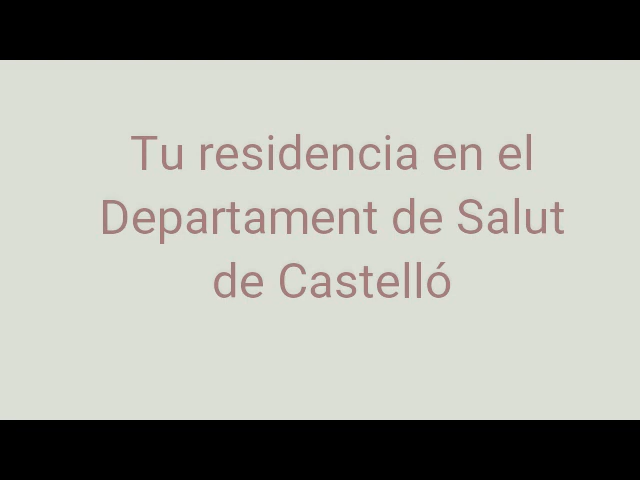 Tu residencia en el
Departament de Salut
de Castelló